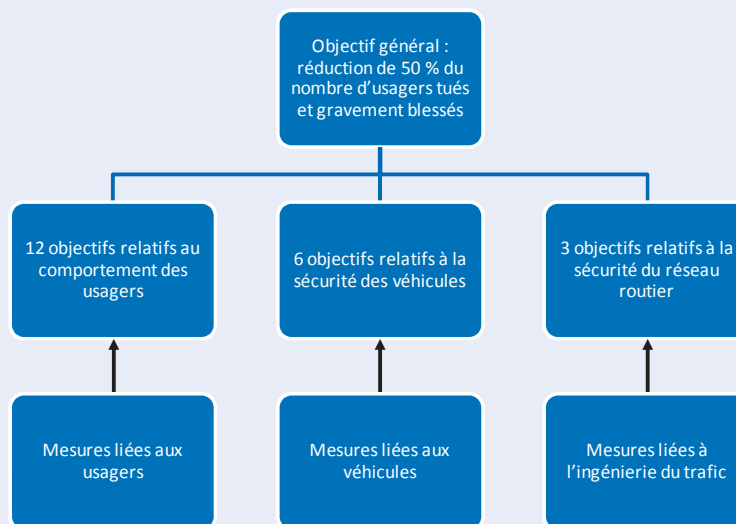 Objectif général :
réduction de 50 % du
nombre d'usagers tués
et gravement blessés
12 objectifs relatifs au
comportement des
usagers
6 objectifs relatifs à la
sécurité des véhicules
3 objectifs relatifs à la
sécurité du réseau
routier
Mesures liées aux
usagers
Mesures liées aux
véhicules
Mesures liées à
l'ingénierie du trafic